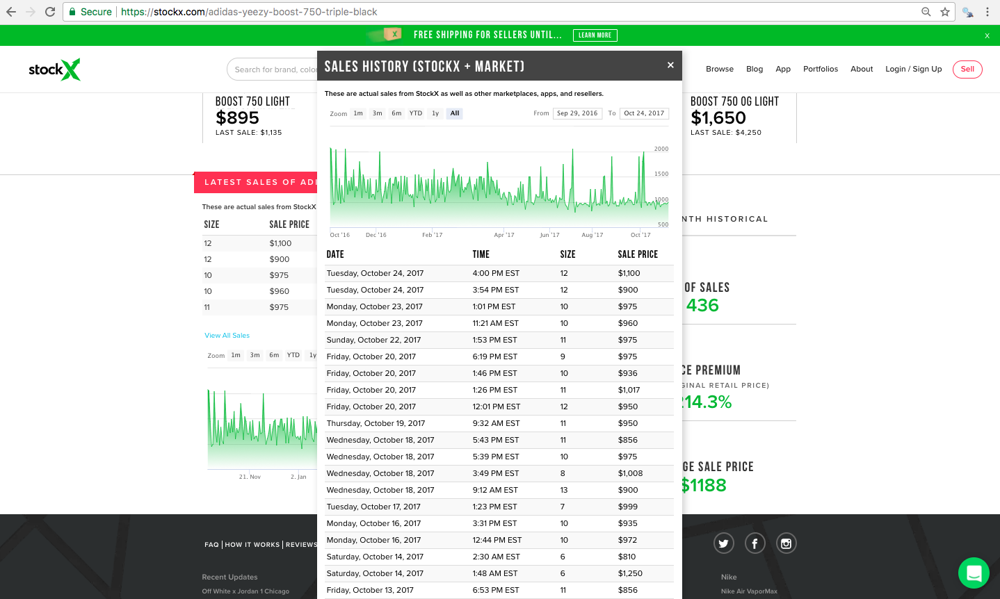 Secure https://stockx.com/adidas-yeezy-boost-750-triple-black
FREE SHIPPING FOR SELLERS UNTIL... LEARN MORE X
stockX
Search for brand, color
Browse Blog App Portfolios About Login / Sign Up Sell
BOOST 750 LIGHT
$895
LAST SALE: $1,135
BOOST 750 OG LIGHT
$1,650
LAST SALE: $4,250
LATEST SALES OF ADI
These are actual sales from StockX
SIZE SALE PRICE
12 $1,100
12 $900
10 $975
10 $960
11 $975
View All Sales
Zoom 1m 3m 6m YTD 1y
21. Nov 2. Jan
SALES HISTORY (STOCKX + MARKET) ×
These are actual sales from StockX as well as other marketplaces, apps, and resellers.
Zoom 1m 3m 6m YTD 1y All From Sep 29, 2016 To Oct 24, 2017
2000
1500
1000
500
Oct '16 Dec '16 Feb '17 Apr '17 Jun '17 Aug '17 Oct '17
DATE TIME SIZE SALE PRICE
Tuesday, October 24, 2017 4:00 PM EST 12 $1,100
Tuesday, October 24, 2017 3:54 PM EST 12 $900
Monday, October 23, 2017 1:01 PM EST 10 $975
Monday, October 23, 2017 11:21 AM EST 10 $960
Sunday, October 22, 2017 1:53 PM EST 11 $975
Friday, October 20, 2017 6:19 PM EST 9 $975
Friday, October 20, 2017 1:46 PM EST 10 $936
Friday, October 20, 2017 1:26 PM EST 11 $1,017
Friday, October 20, 2017 12:01 PM EST 12 $950
Thursday, October 19, 2017 9:32 AM EST 11 $950
Wednesday, October 18, 2017 5:43 PM EST 11 $856
Wednesday, October 18, 2017 5:39 PM EST 10 $975
Wednesday, October 18, 2017 3:49 PM EST 8 $1,008
Wednesday, October 18, 2017 9:12 AM EST 13 $900
Tuesday, October 17, 2017 1:23 PM EST 7 $999
Monday, October 16, 2017 3:31 PM EST 10 $935
Monday, October 16, 2017 12:44 PM EST 10 $972
Saturday, October 14, 2017 2:30 AM EST 6 $810
Saturday, October 14, 2017 1:48 AM EST 6 $1,250
Friday, October 13, 2017 6:53 PM EST 11 $856
NTH HISTORICAL
OF SALES
436
CE PREMIUM
GINAL RETAIL PRICE)
214.3%
GE SALE PRICE
$1188
FAQ | HOW IT WORKS | REVIEWS
Recent Updates
Off White x Jordan 1 Chicago
Nike
Nike Air VaporMax